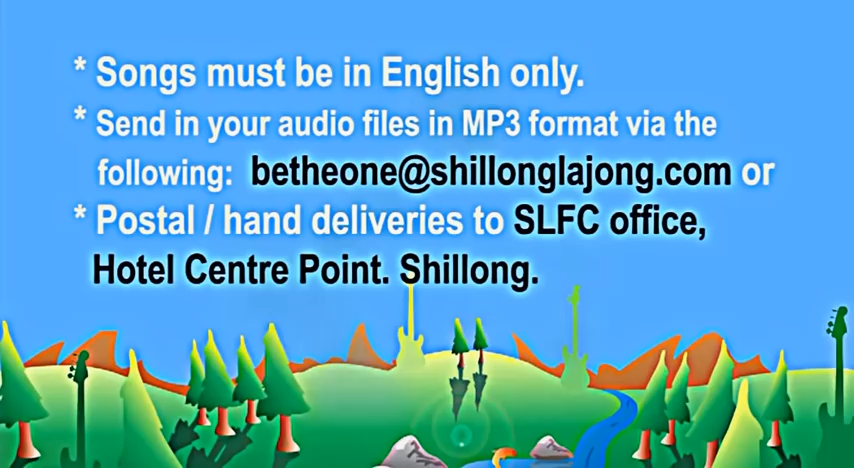 * Songs must be in English only.
* Send in your audio files in MP3 format via the
following: betheone@shillonglajong.com or
* Postal / hand deliveries to SLFC office,
Hotel Centre Point. Shillong.